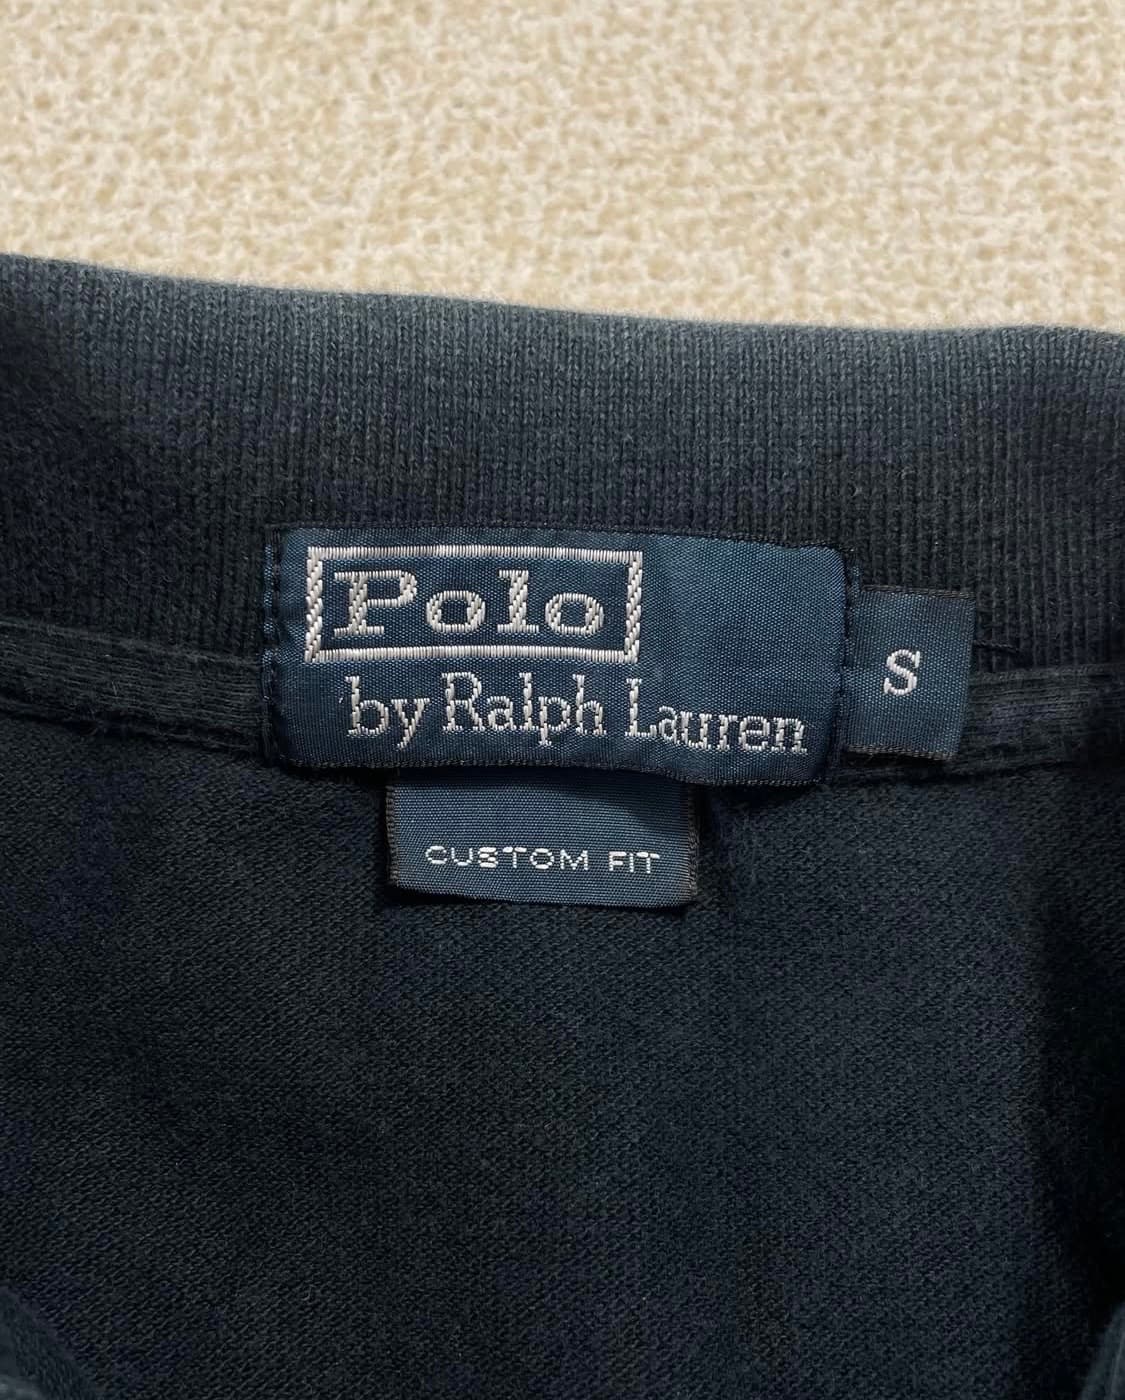 Polo
by Ralph Lauren
S
CUSTOM FIT